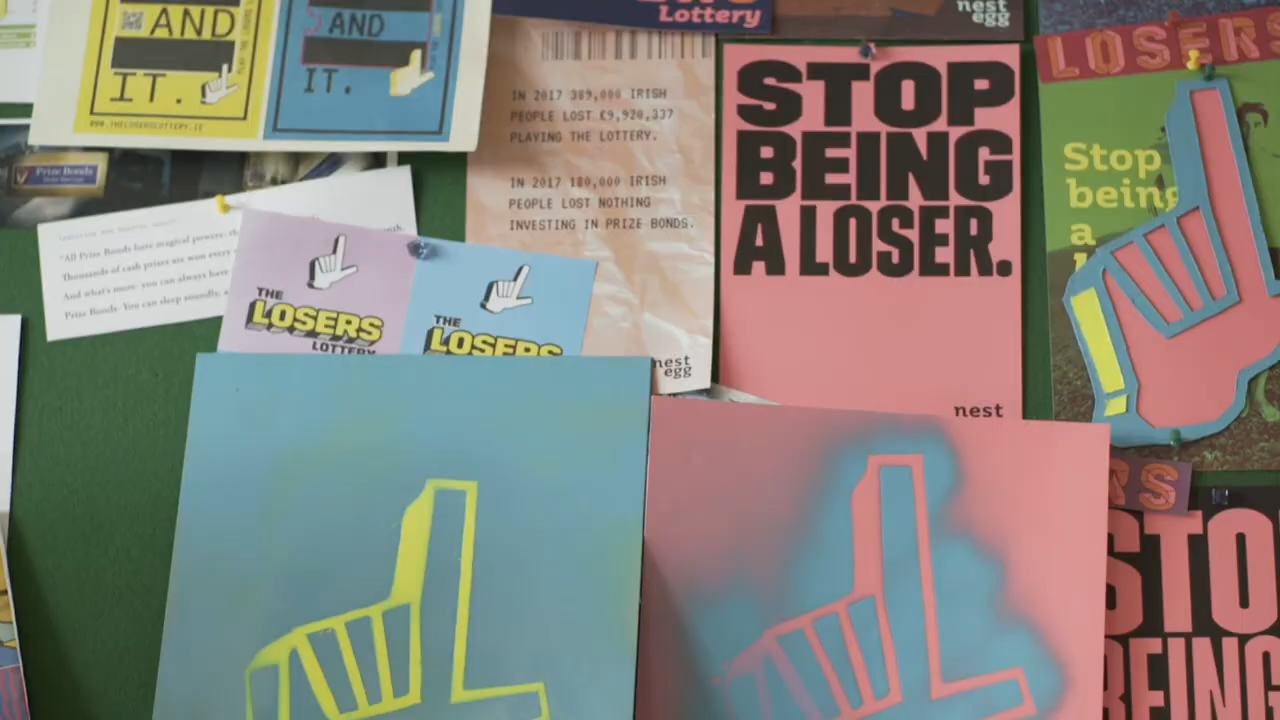 AND
IT.
WWW.THELOSERSLOTTERY.IE
AND
IT.
Lottery
nest
egg
LOSERS
Prize Bonds
IN 2017 389,000 IRISH
PEOPLE LOST €9,920,337
PLAYING THE LOTTERY.
IN 2017 180,000 IRISH
PEOPLE LOST NOTHING
INVESTING IN PRIZE BONDS.
nest
egg
STOP
BEING
A LOSER.
nest
Stop
being
a
"All Prize Bonds have magical powers: th
Thousands of cash prizes are won every
And what's more, you can always have
Prize Bonds. You can sleep soundly, a
THE
LOSERS
LOTTERY
THE
LOSERS
RS
STO
BEING